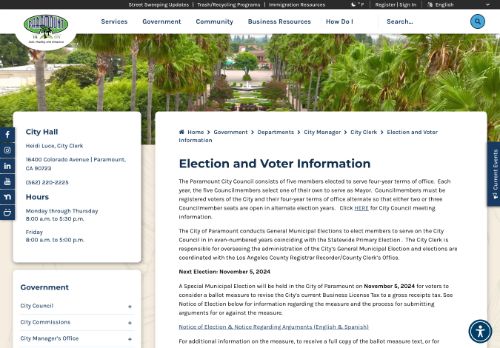 Street Sweeping Updates | Trash/Recycling Programs | Immigration Resources
°F | Register | Sign In | English
PARAMOUNT
Services Government Community Business Resources How Do I Search...
City Hall
Heidi Luce, City Clerk
16400 Colorado Avenue | Paramount,
CA 90723
(562) 220-2225
Hours
Monday through Thursday
8:00 a.m. to 5:30 p.m.
Friday
8:00 a.m. to 5:00 p.m.
Government
City Council +
City Commissions +
City Manager's Office +
Home > Government > Departments > City Manager > City Clerk > Election and Voter
Information
Election and Voter Information
The Paramount City Council consists of five members elected to serve four-year terms of office. Each
year, the five Councilmembers select one of their own to serve as Mayor. Councilmembers must be
registered voters of the City and their four-year terms of office alternate so that either two or three
Councilmember seats are open in alternate election years. Click HERE for City Council meeting
information.
The City of Paramount conducts General Municipal Elections to elect members to serve on the City
Council in in even-numbered years coinciding with the Statewide Primary Election. The City Clerk is
responsible for overseeing the administration of the City's General Municipal Election and elections are
coordinated with the Los Angeles County Registrar Recorder/County Clerk's Office.
Next Election: November 5, 2024
A Special Municipal Election will be held in the City of Paramount on November 5, 2024 for voters to
consider a ballot measure to revise the City's current Business License Tax to a gross receipts tax. See
Notice of Election below for information regarding the measure and the process for submitting
arguments for or against the measure.
Notice of Election & Notice Regarding Arguments (English & Spanish)
For additional information on the measure, to receive a full copy of the ballot measure text, or for
Current Events